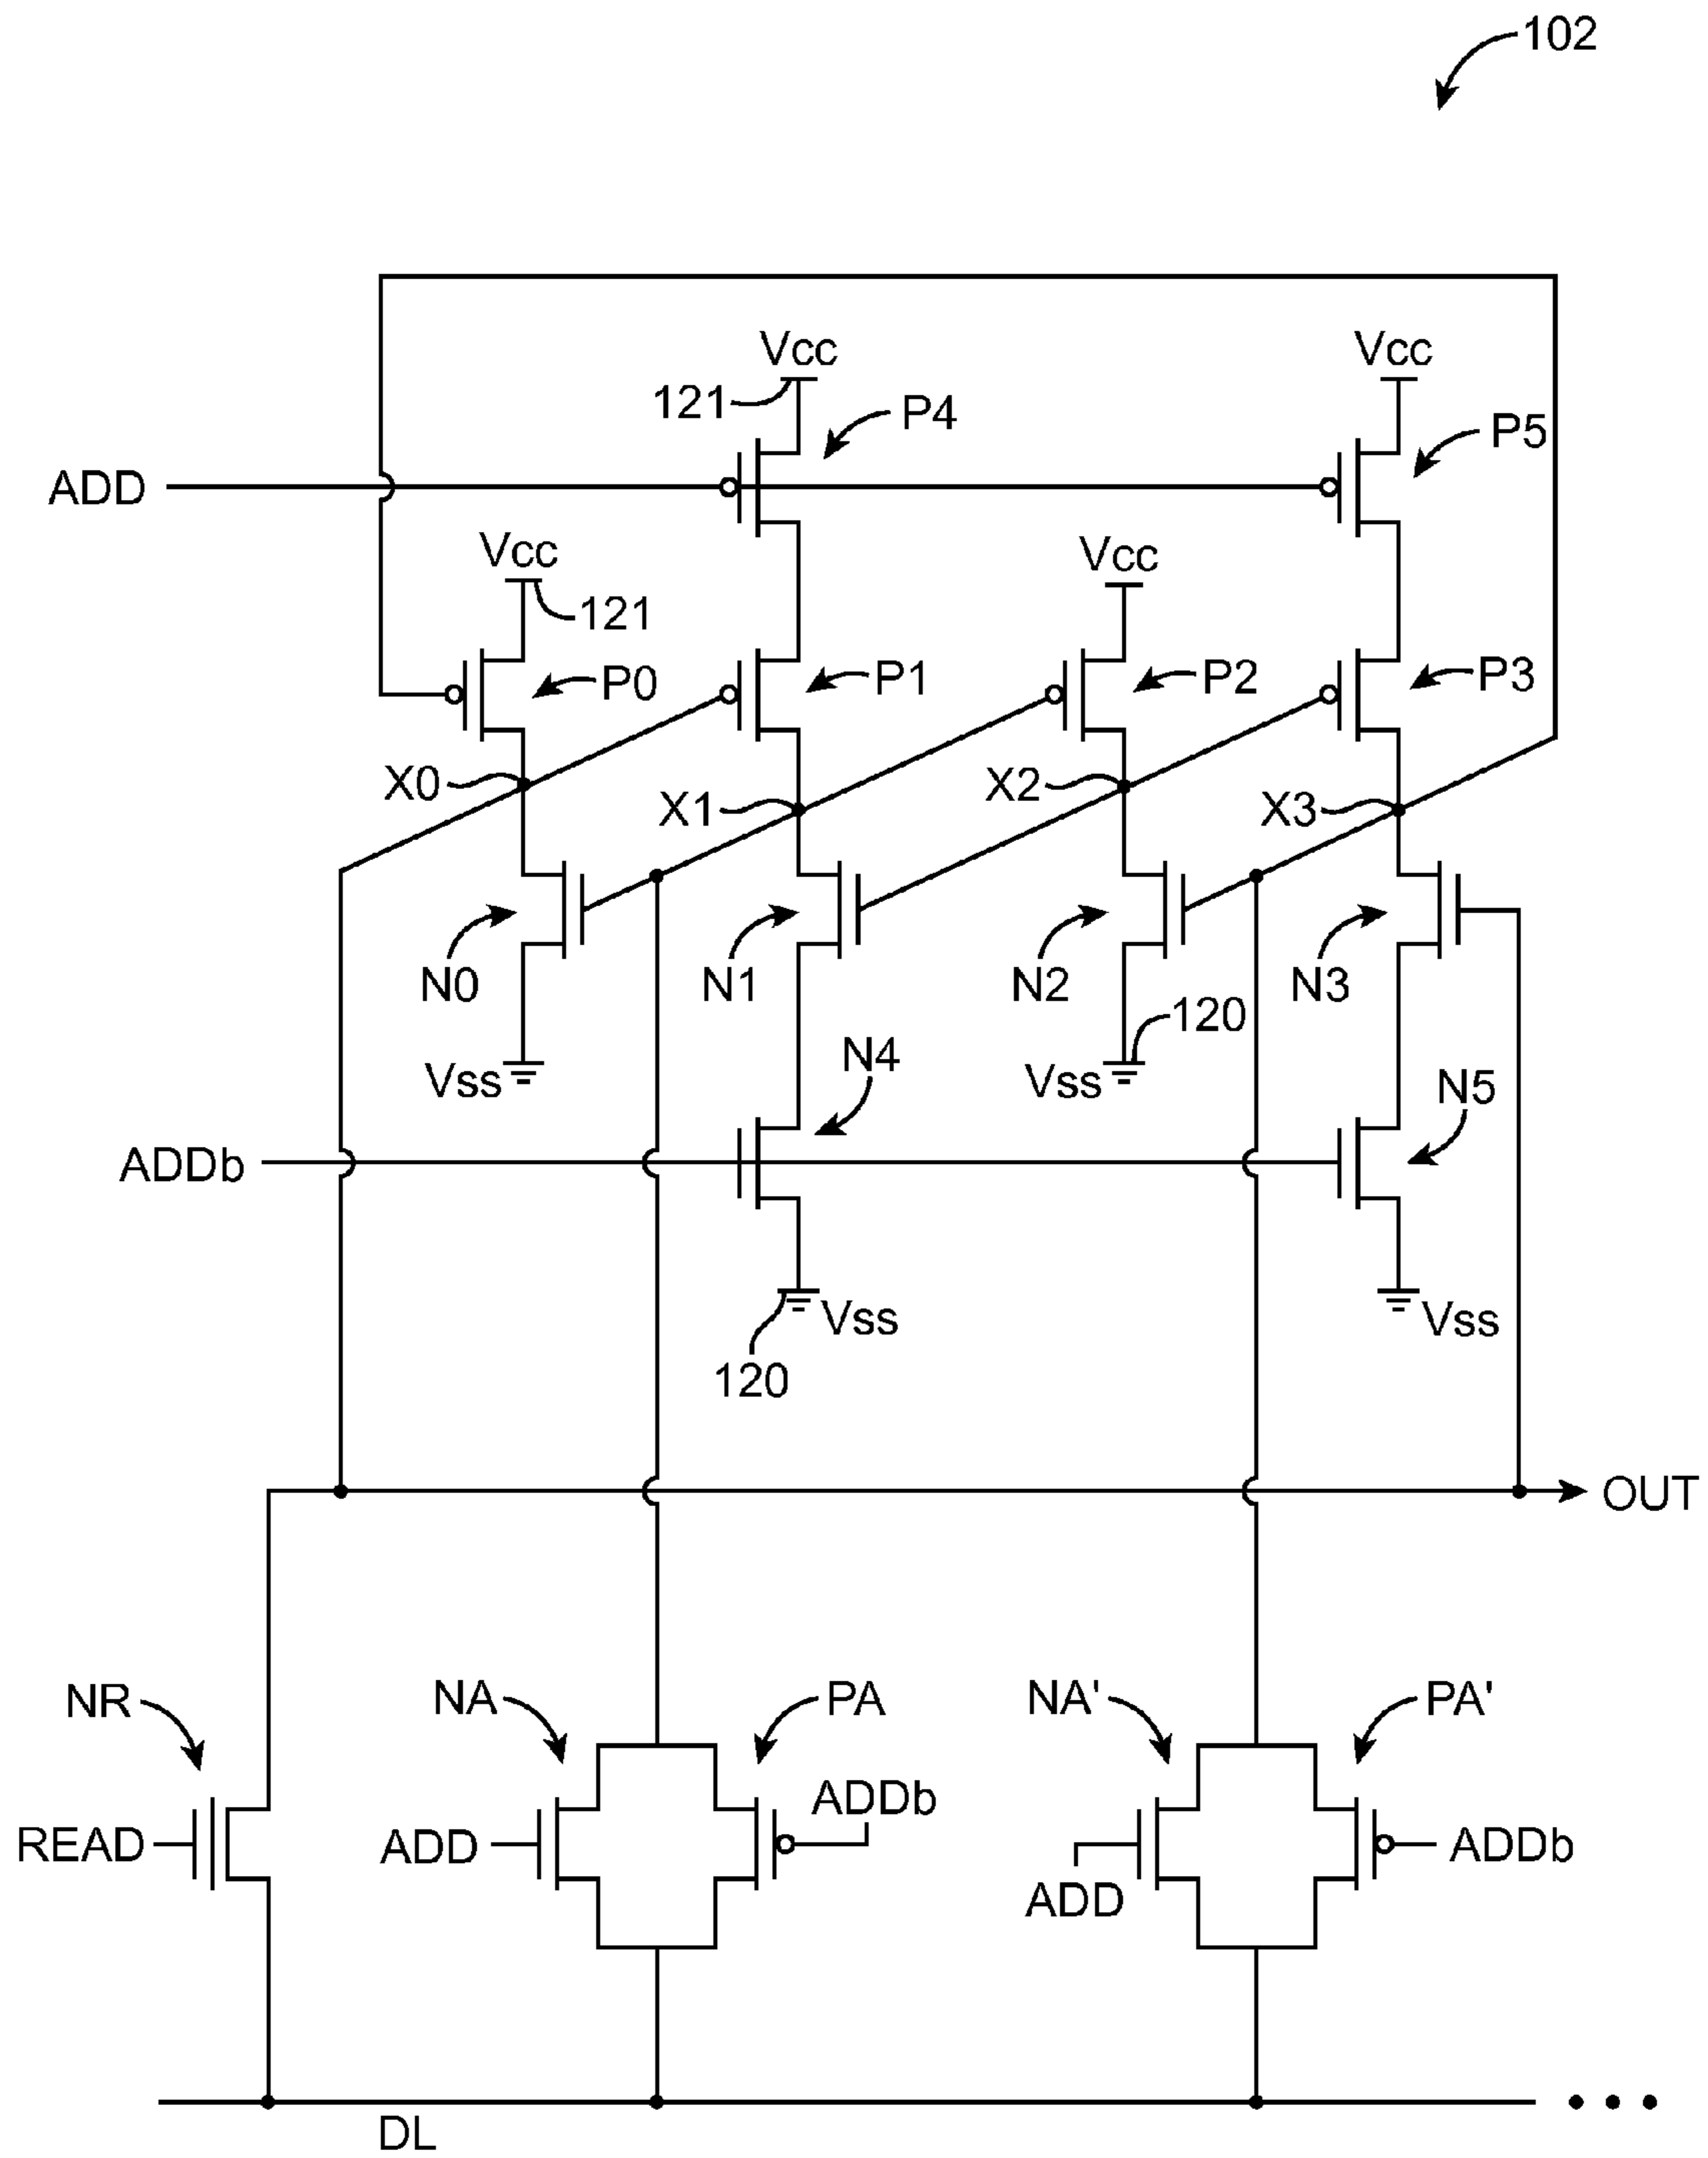 102
Vcc
Vcc
121
P4
P5
ADD
Vcc
Vcc
121
P0
P1
P2
P3
X0
X1
X2
X3
N0
N1
N2
N3
120
Vss
N4
Vss
N5
ADDb
Vss
Vss
120
OUT
NR
NA
PA
NA'
PA'
ADDb
READ
ADD
ADDb
ADD
DL